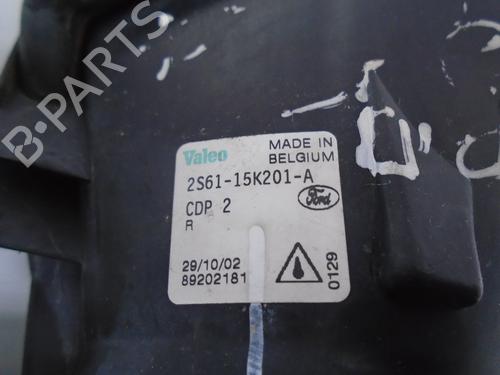 B-PARTS
Valeo
MADE IN
BELGIUM
2S61-15K201-A
CDP 2
Ford
R
29/10/02
89202181
0129